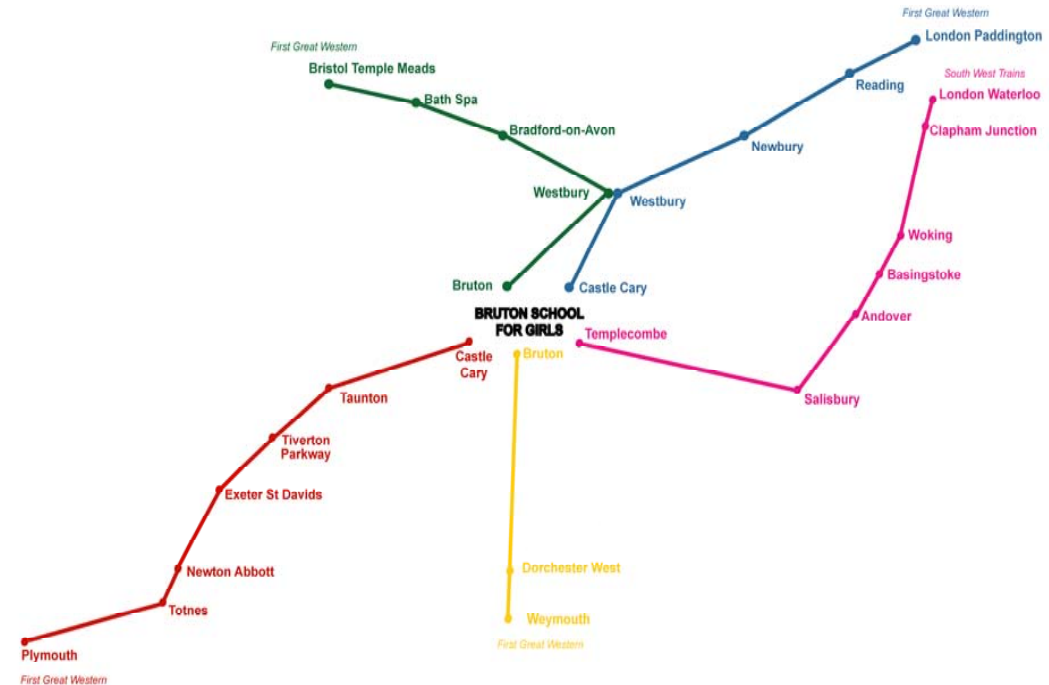 First Great Western
London Paddington
First Great Western
Bristol Temple Meads
South West Trains
Reading
London Waterloo
Bath Spa
Bradford-on-Avon
Clapham Junction
Newbury
Westbury
Westbury
Woking
Basingstoke
Bruton
Castle Cary
BRUTON SCHOOL
FOR GIRLS
Andover
Templecombe
Castle
Cary
Bruton
Taunton
Salisbury
Tiverton
Parkway
Exeter St Davids
Newton Abbott
Dorchester West
Totnes
Weymouth
First Great Western
Plymouth
First Great Western